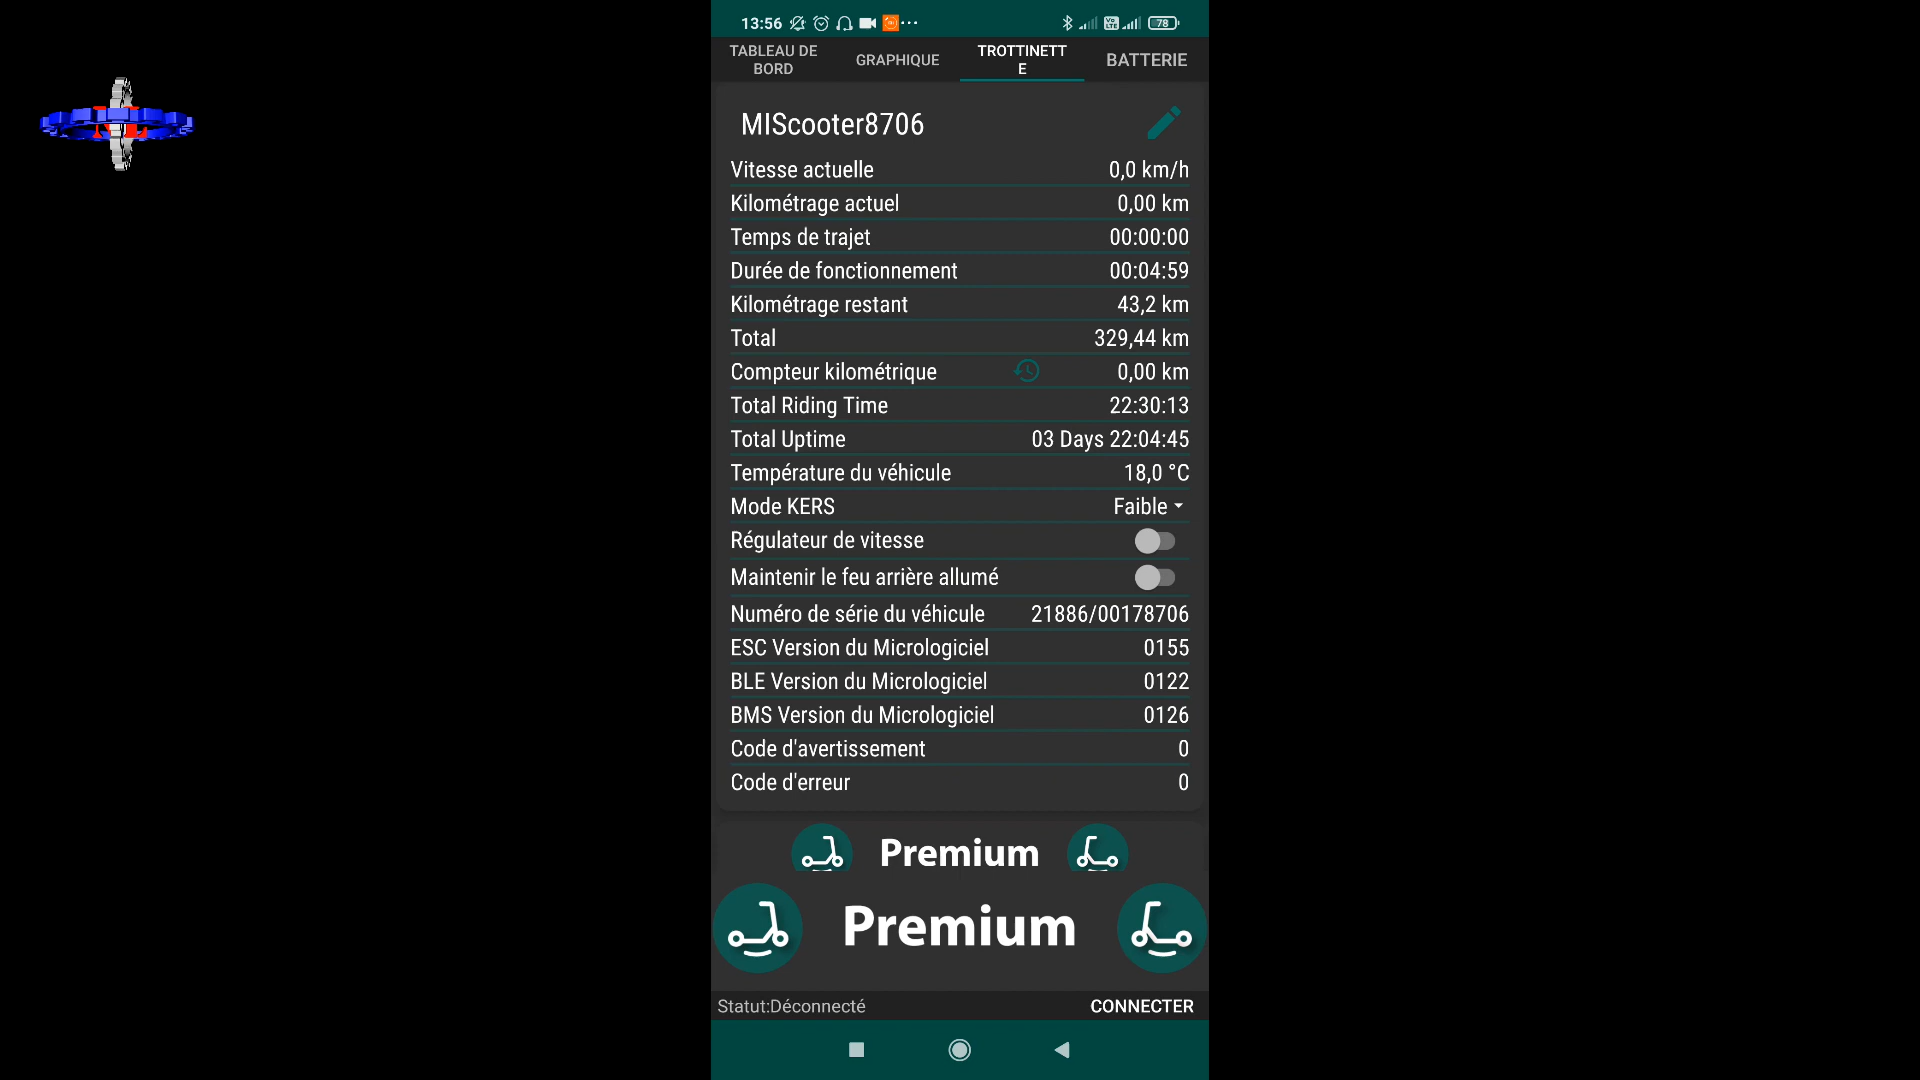 13:56
VoLTE
78
TABLEAU DE
BORD
GRAPHIQUE
TROTTINETT
E
BATTERIE
MIScooter8706
Vitesse actuelle 0,0 km/h
Kilométrage actuel 0,00 km
Temps de trajet 00:00:00
Durée de fonctionnement 00:04:59
Kilométrage restant 43,2 km
Total 329,44 km
Compteur kilométrique 0,00 km
Total Riding Time 22:30:13
Total Uptime 03 Days 22:04:45
Température du véhicule 18,0 °C
Mode KERS Faible
Régulateur de vitesse
Maintenir le feu arrière allumé
Numéro de série du véhicule 21886/00178706
ESC Version du Micrologiciel 0155
BLE Version du Micrologiciel 0122
BMS Version du Micrologiciel 0126
Code d'avertissement 0
Code d'erreur 0
Premium
Premium
Statut:Déconnecté CONNECTER